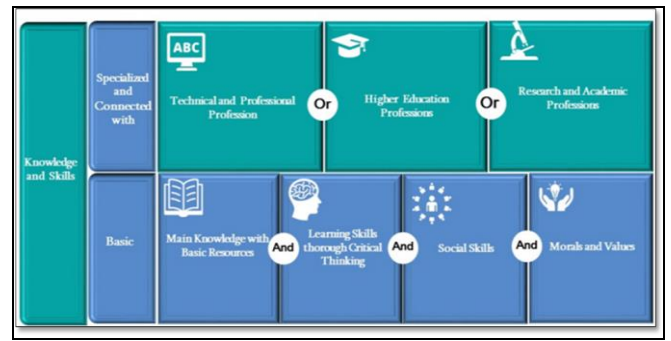 Knowledge
and Skills
Specialized
and
Connected
with
ABC
Technical and Professional
Profession
Or
Higher Education
Professions
Or
Research and Academic
Professions
Basic
Main Knowledge with
Basic Resources
And
Learning Skills
thorough Critical
Thinking
And
Social Skills
And
Morals and Values